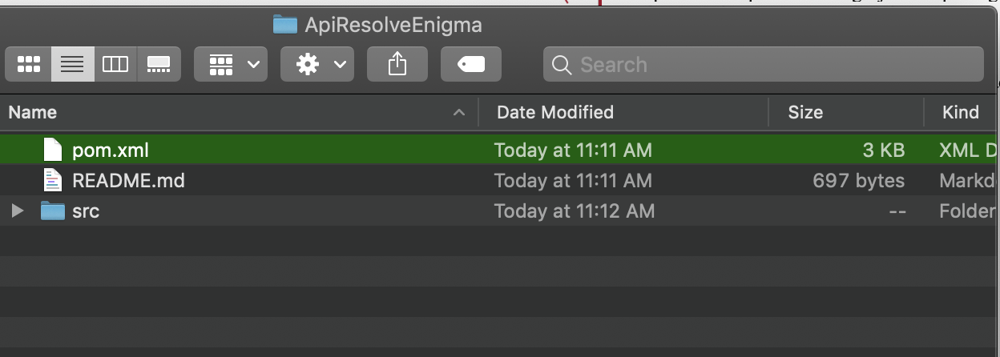 ApiResolveEnigma
Search
Name Date Modified Size Kind
pom.xml Today at 11:11 AM 3 KB XML D
README.md Today at 11:11 AM 697 bytes Markd
src Today at 11:12 AM -- Folder